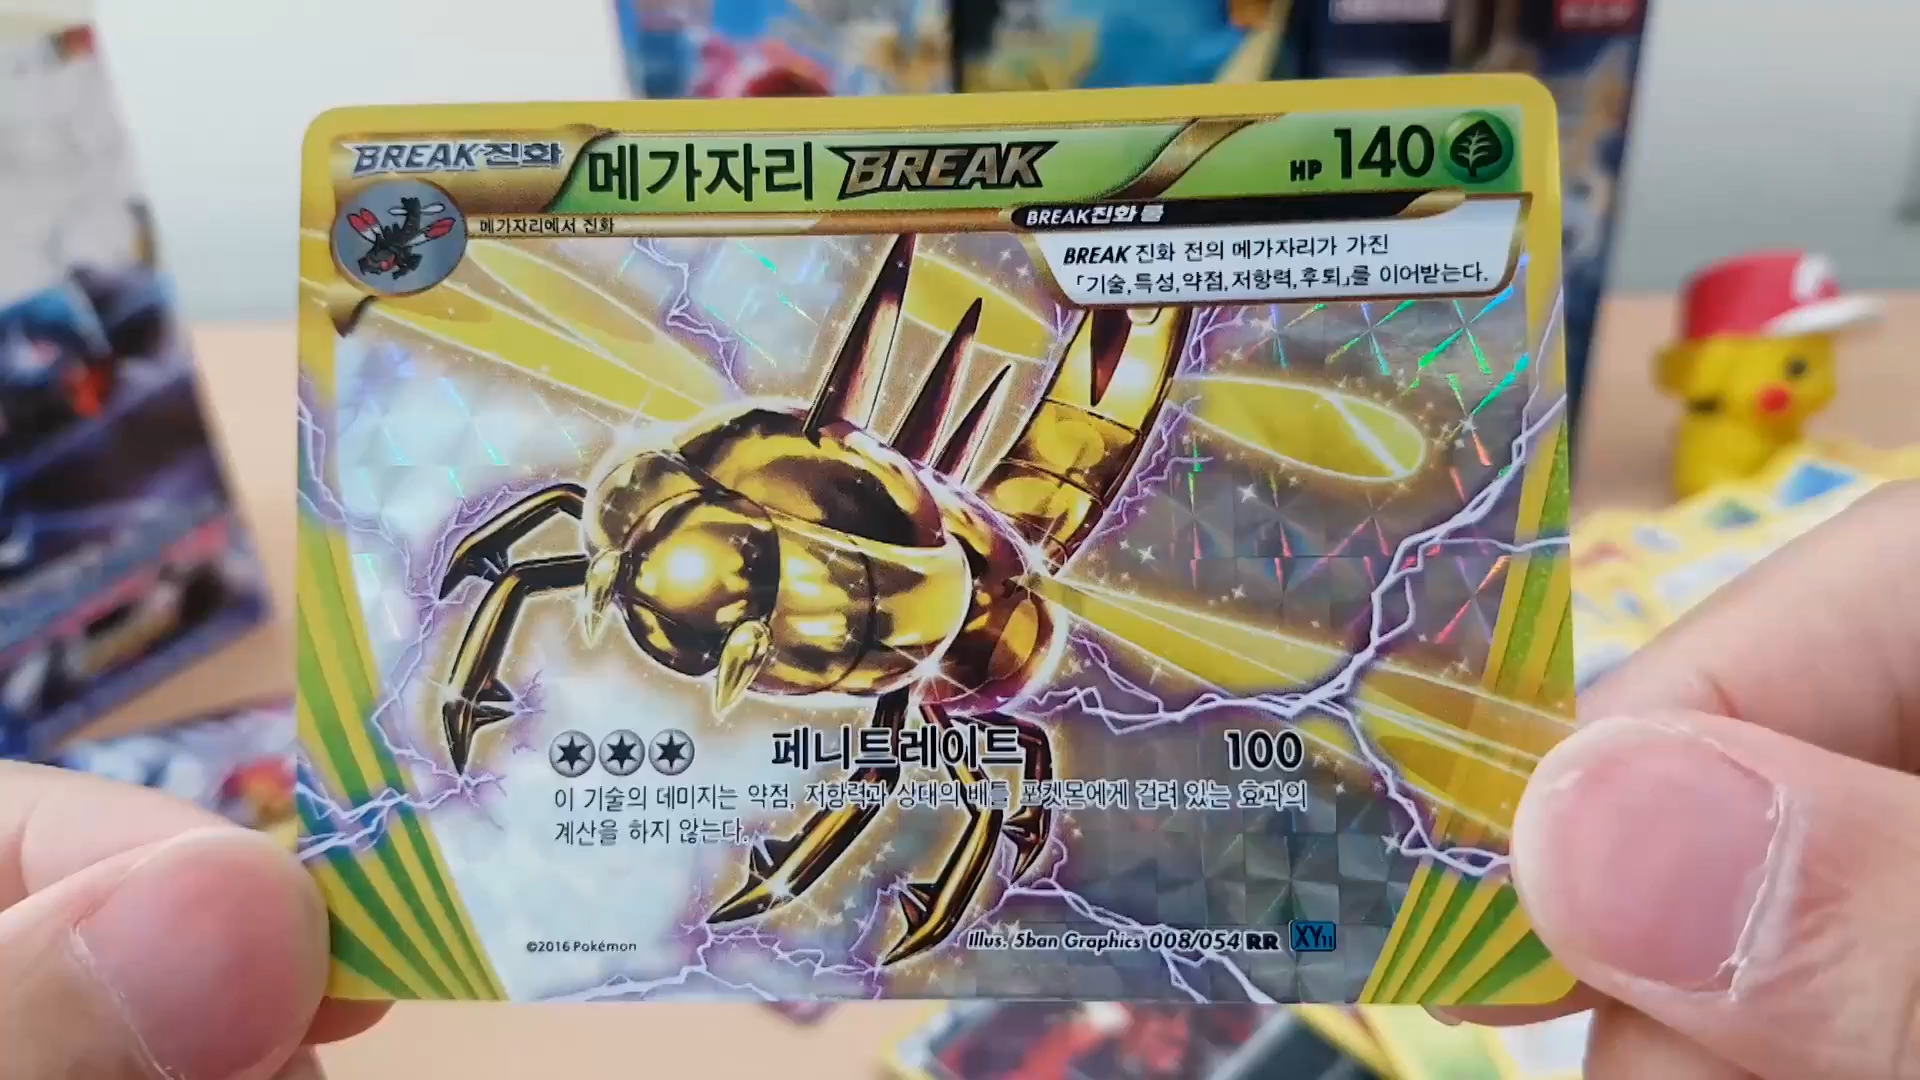 BREAK진화
메가자리 BREAK
HP 140
메가자리에서 진화
BREAK진화 룰
BREAK 진화 전의 메가자리가 가진
「기술,특성,약점,저항력,후퇴」를 이어받는다.
페니트레이트 100
이 기술의 데미지는 약점, 저항력과 상대의 배틀 포켓몬에게 걸려 있는 효과의
계산을 하지 않는다.
©2016 Pokémon
Illus. 5ban Graphics 008/054 RR XY11